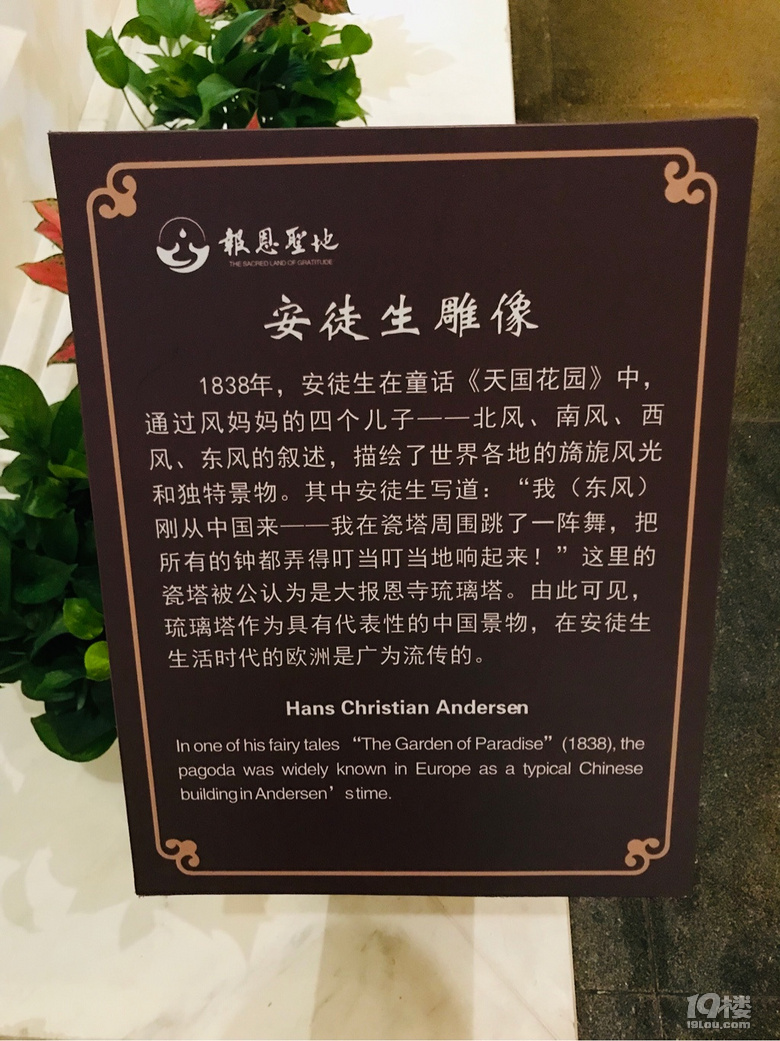 報恩聖地
THE SACRED LAND OF GRATITUDE
安徒生雕像
1838年，安徒生在童话《天国花园》中，
通过风妈妈的四个儿子——北风、南风、西
风、东风的叙述，描绘了世界各地的旖旎风光
和独特景物。其中安徒生写道：“我（东风）
刚从中国来——我在瓷塔周围跳了一阵舞，把
所有的钟都弄得叮当叮当地响起来！”这里的
瓷塔被公认为是大报恩寺琉璃塔。由此可见，
琉璃塔作为具有代表性的中国景物，在安徒生
生活时代的欧洲是广为流传的。
Hans Christian Andersen
In one of his fairy tales “The Garden of Paradise” (1838), the
pagoda was widely known in Europe as a typical Chinese
building in Andersen’s time.
19楼
19lou.com